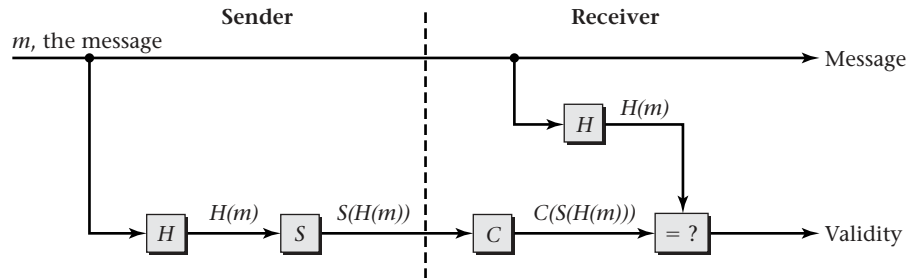 Sender
Receiver
m, the message
Message
H
H(m)
H
H(m)
S
S(H(m))
C
C(S(H(m)))
= ?
Validity